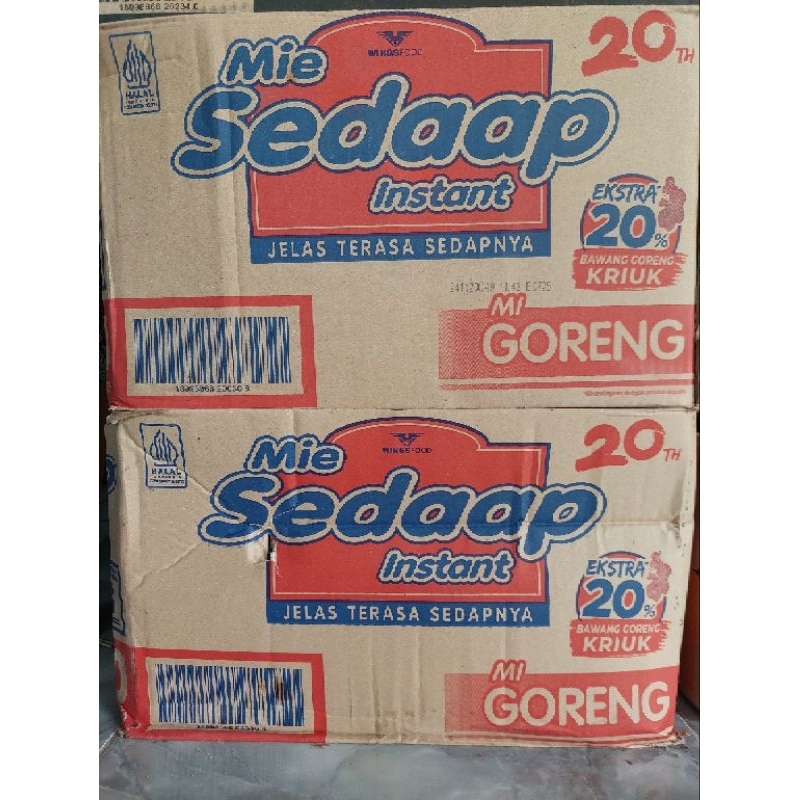 HALAL
Mie
WINGSFOOD
Sedaap
Instant
JELAS TERASA SEDAPNYA
20TH
EKSTRA
20%
BAWANG GORENG
KRIUK
MI
GORENG
HALAL
Mie
WINGSFOOD
Sedaap
Instant
JELAS TERASA SEDAPNYA
20TH
EKSTRA
20%
BAWANG GORENG
KRIUK
MI
GORENG